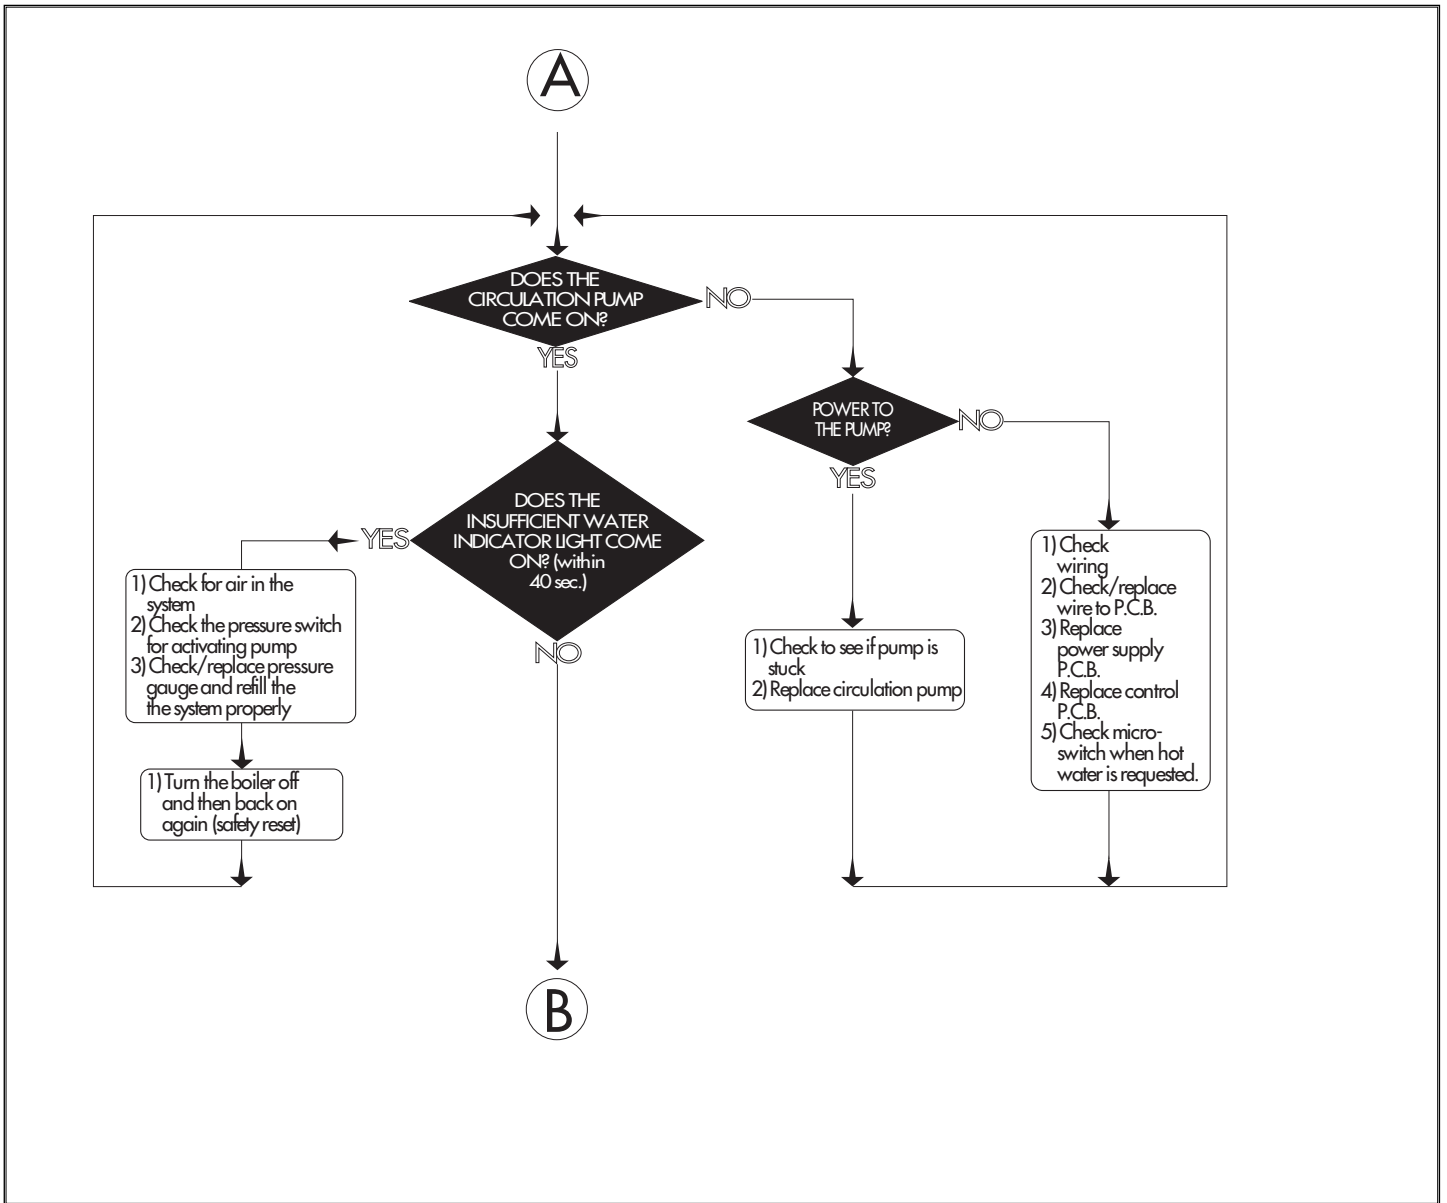 A
DOES THE
CIRCULATION PUMP
COME ON?
NO
YES
POWER TO
THE PUMP?
NO
YES
DOES THE
INSUFFICIENT WATER
INDICATOR LIGHT COME
ON? (within
40 sec.)
YES
NO
1) Check for air in the
system
2) Check the pressure switch
for activating pump
3) Check/replace pressure
gauge and refill the
the system properly
1) Turn the boiler off
and then back on
again (safety reset)
1) Check to see if pump is
stuck
2) Replace circulation pump
1) Check
wiring
2) Check/replace
wire to P.C.B.
3) Replace
power supply
P.C.B.
4) Replace control
P.C.B.
5) Check micro-
switch when hot
water is requested.
B